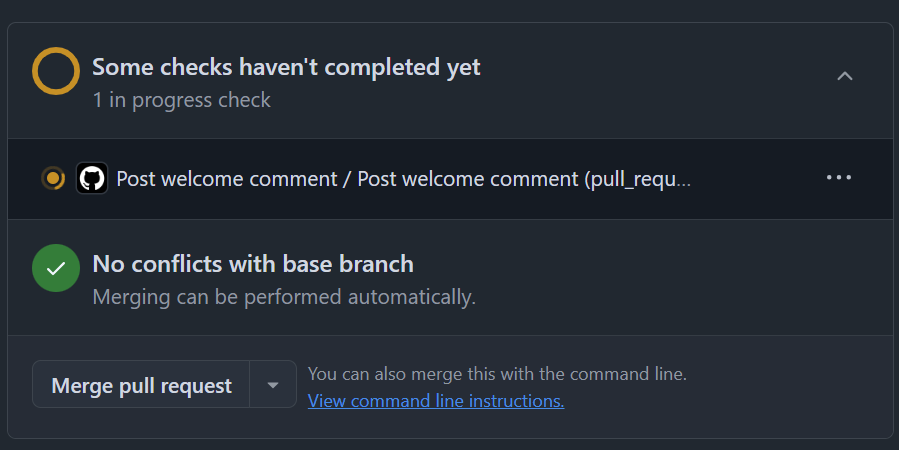 Some checks haven't completed yet
1 in progress check
Post welcome comment / Post welcome comment (pull_requ...
No conflicts with base branch
Merging can be performed automatically.
Merge pull request
You can also merge this with the command line.
View command line instructions.